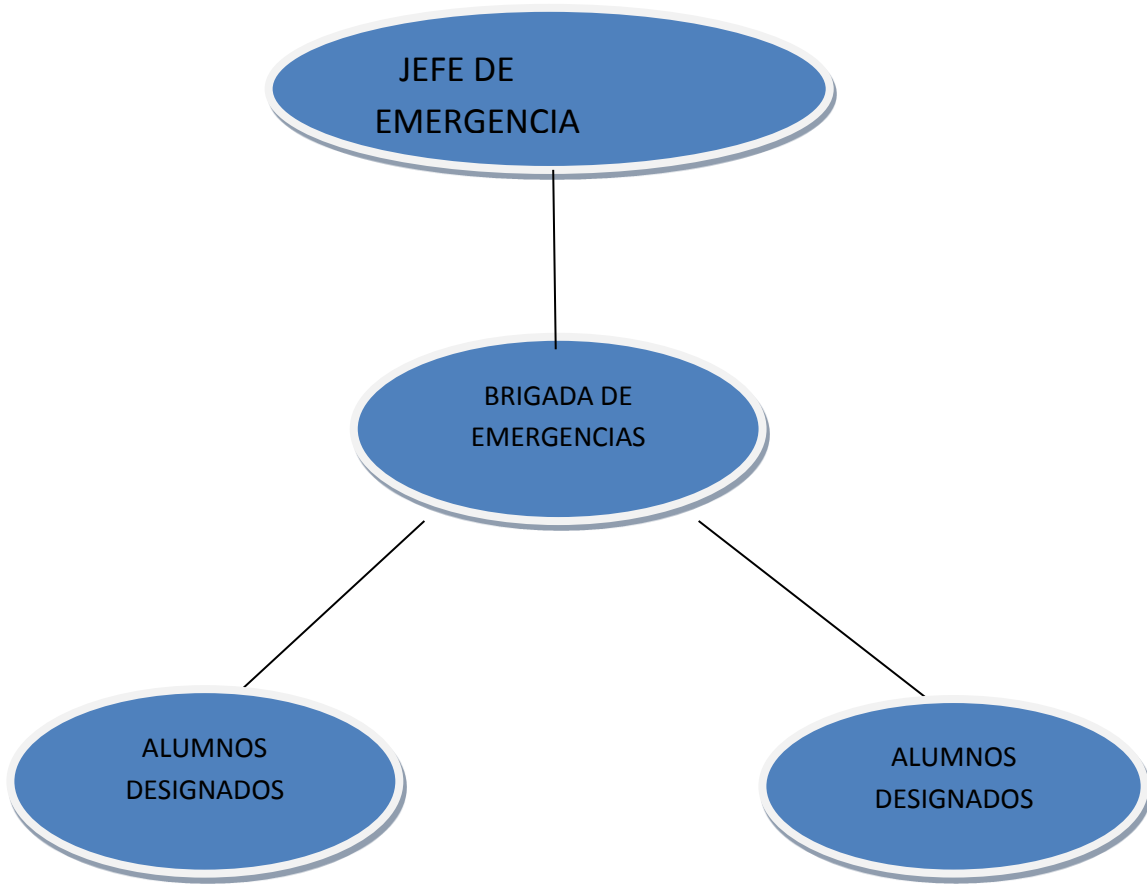 JEFE DE
EMERGENCIA
BRIGADA DE
EMERGENCIAS
ALUMNOS
DESIGNADOS
ALUMNOS
DESIGNADOS